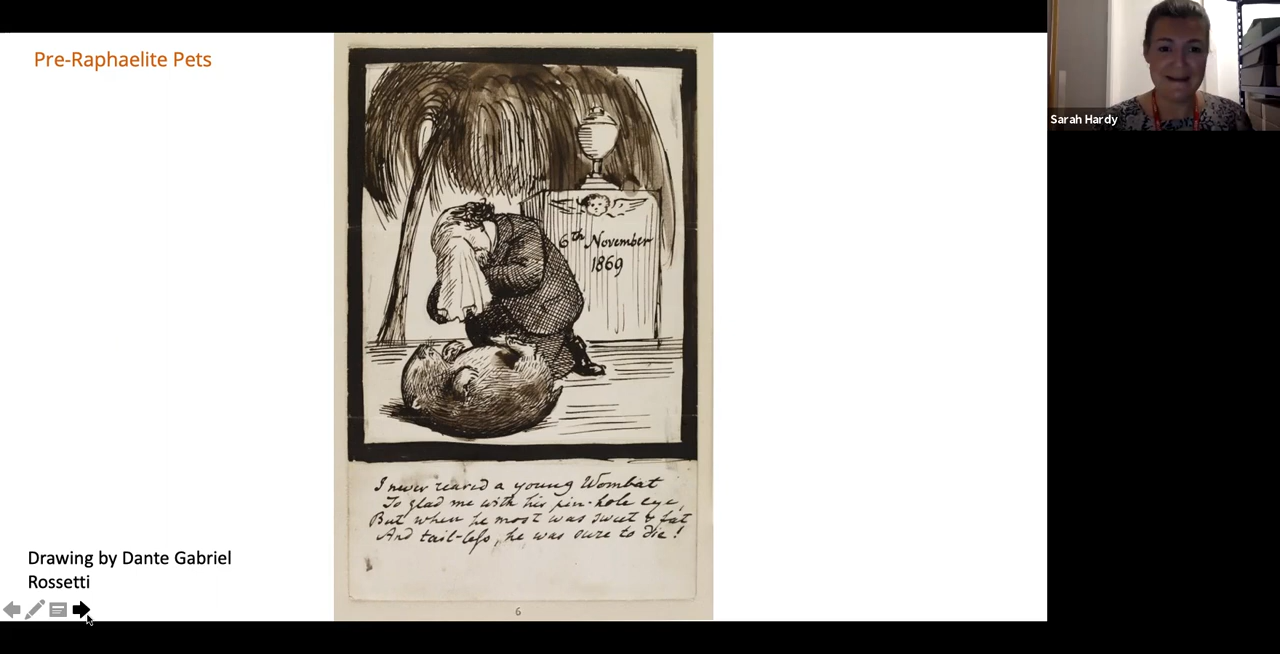 Pre-Raphaelite Pets
Sarah Hardy
6th November
1869
I never reared a young Wombat
To glad me with his pin-hole eye,
But when he most was sweet & fat
And tail-less, he was sure to die!
Drawing by Dante Gabriel
Rossetti
6